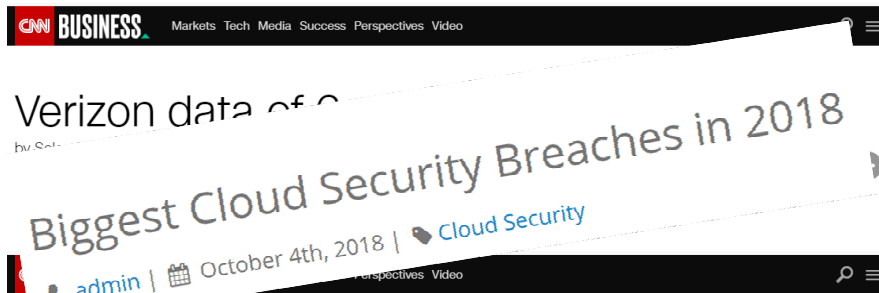 CNN BUSINESS Markets Tech Media Success Perspectives Video
Verizon data of
by
Biggest Cloud Security Breaches in 2018
admin | October 4th, 2018 | Cloud Security
Perspectives Video